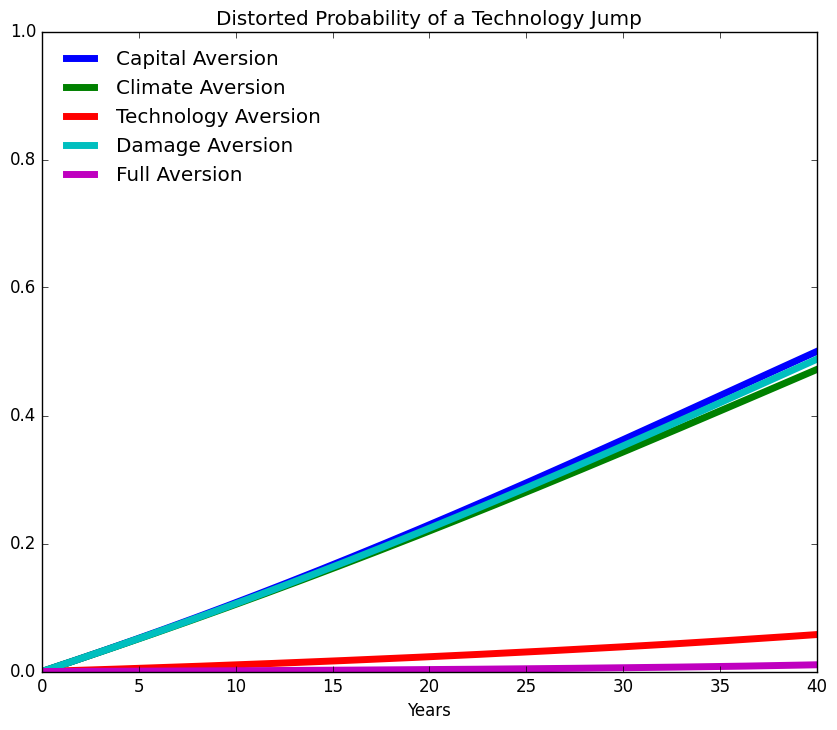 Distorted Probability of a Technology Jump
1.0
Capital Aversion
Climate Aversion
Technology Aversion
Damage Aversion
Full Aversion
0.8
0.6
0.4
0.2
0.0
0 5 10 15 20 25 30 35 40
Years